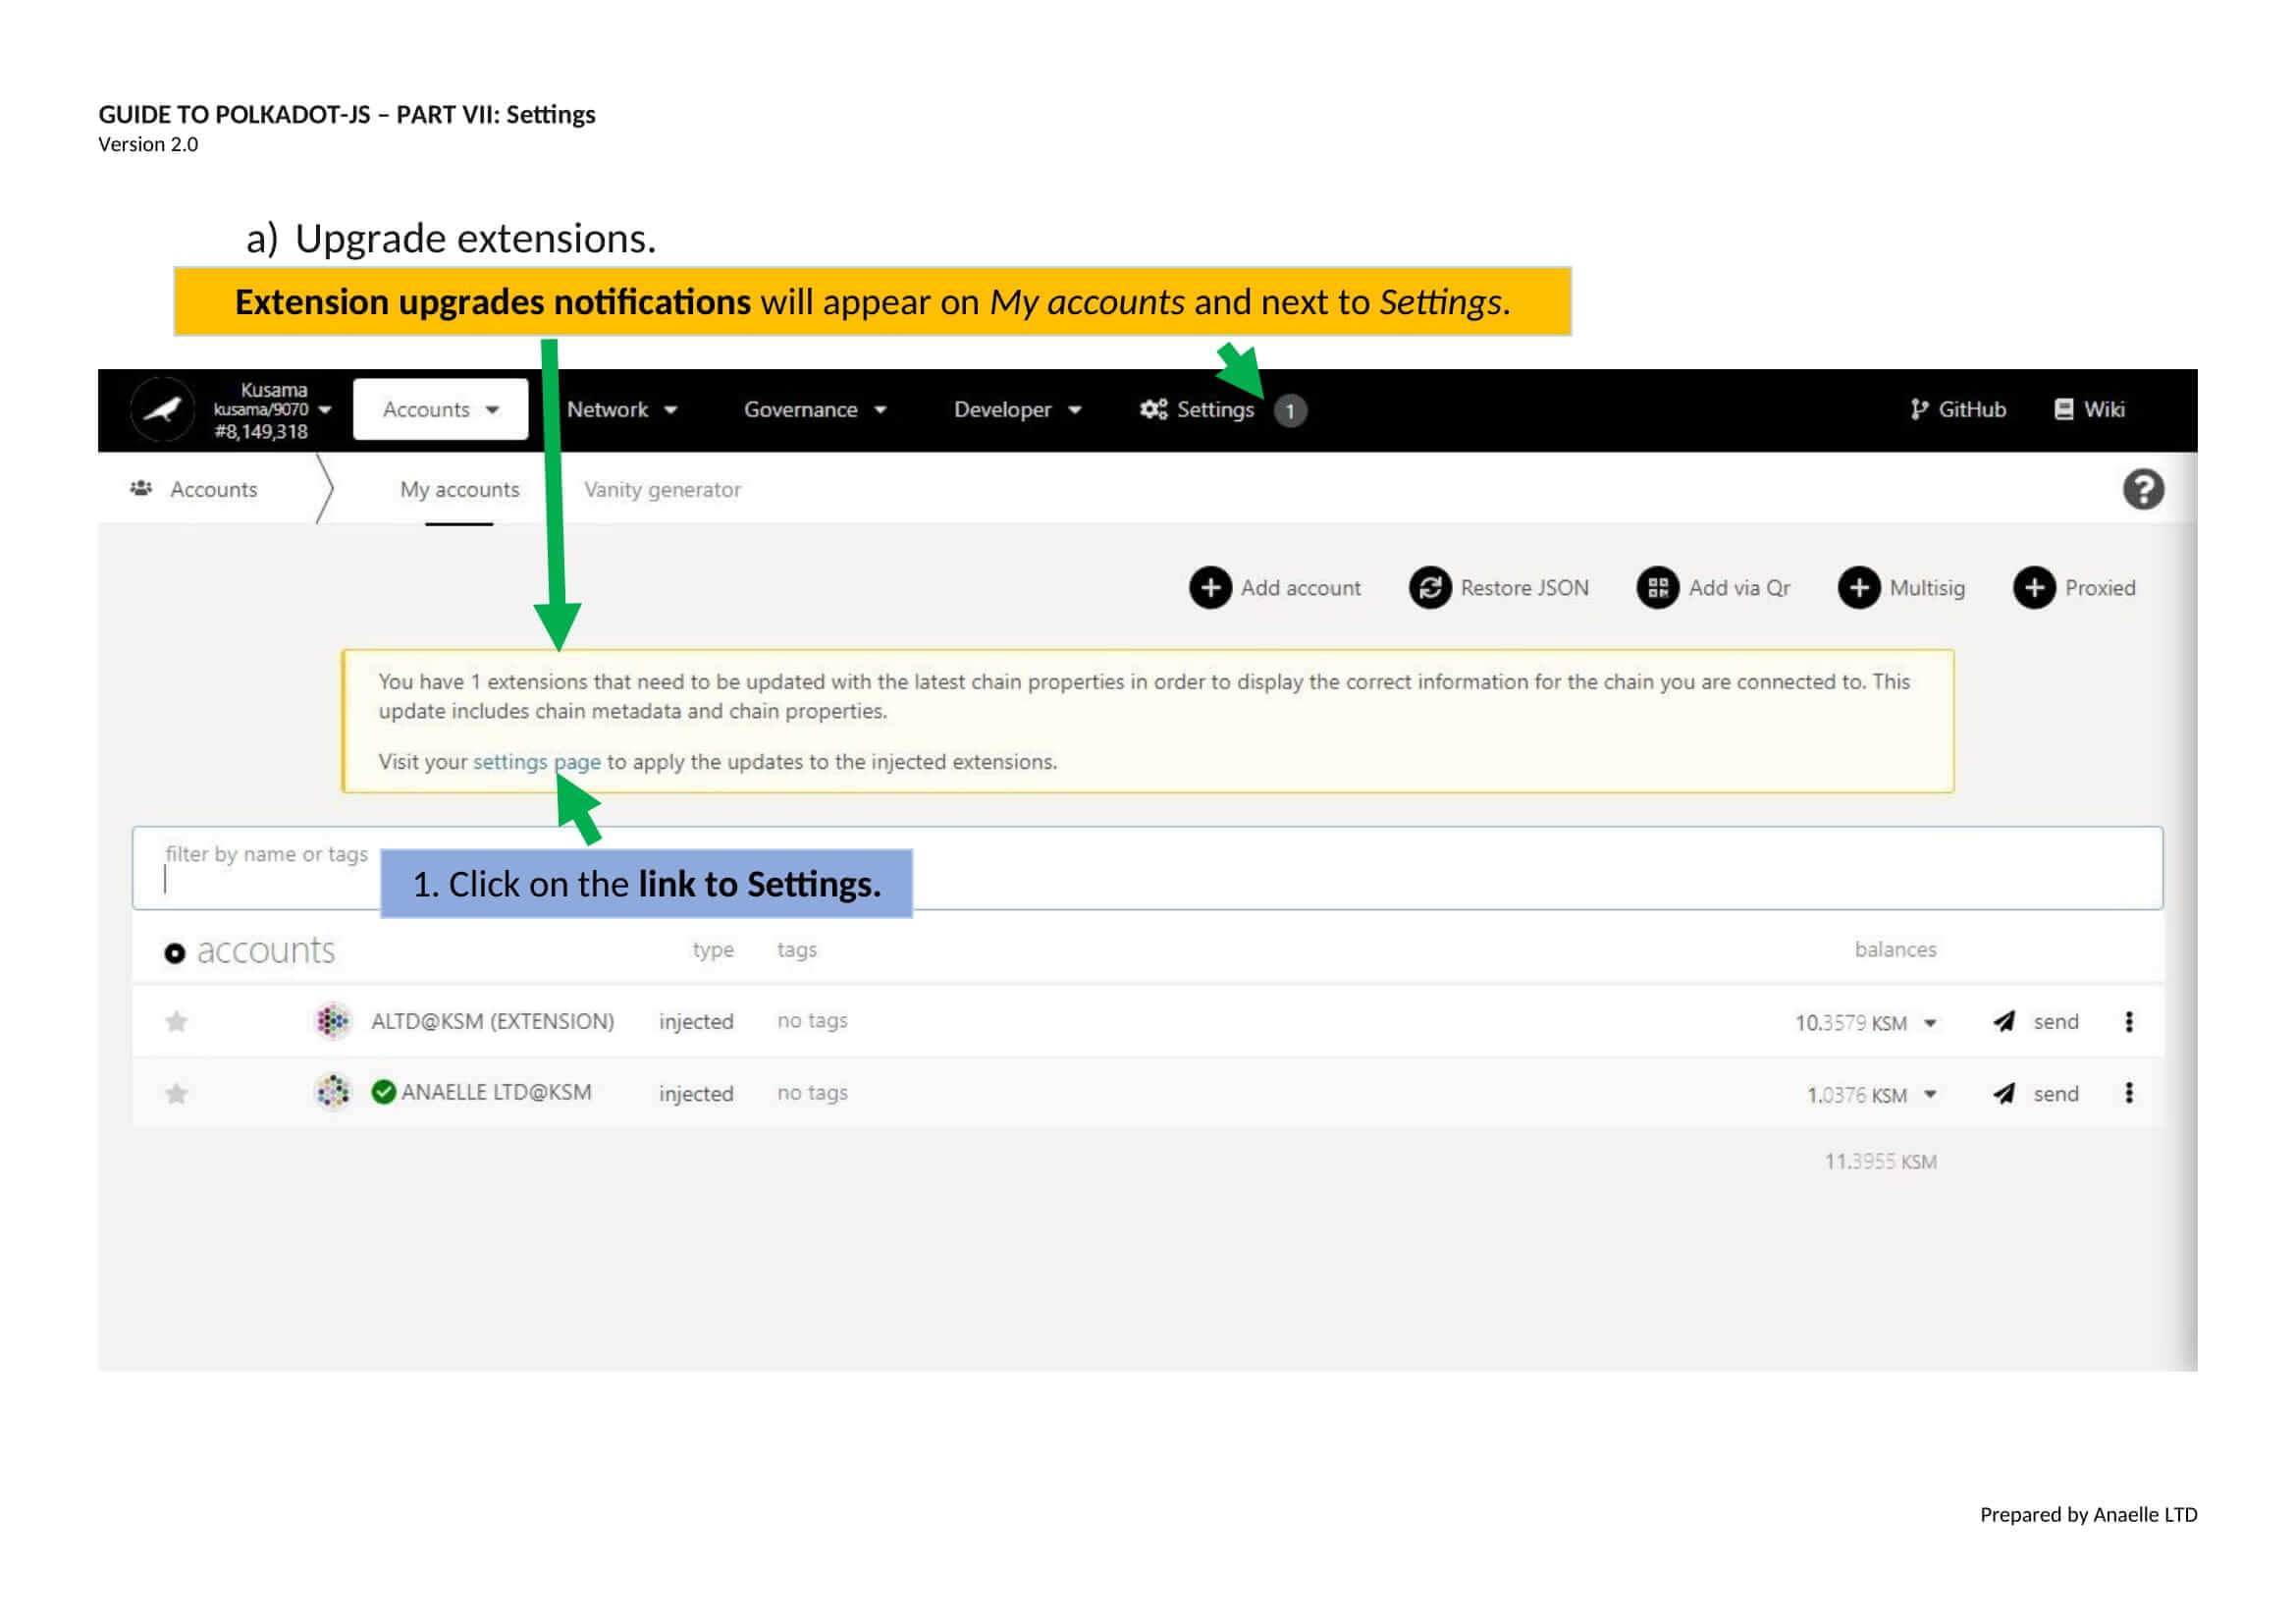 GUIDE TO POLKADOT-JS – PART VII: Settings
Version 2.0
a) Upgrade extensions.
Extension upgrades notifications will appear on My accounts and next to Settings.
Kusama
kusama/9070
#8,149,318
Accounts
Network
Governance
Developer
Settings
1
GitHub
Wiki
Accounts
My accounts
Vanity generator
Add account
Restore JSON
Add via Qr
Multisig
Proxied
You have 1 extensions that need to be updated with the latest chain properties in order to display the correct information for the chain you are connected to. This
update includes chain metadata and chain properties.
Visit your settings page to apply the updates to the injected extensions.
filter by name or tags
1. Click on the link to Settings.
accounts type tags balances
ALTD@KSM (EXTENSION) injected no tags 10.3579 KSM send
ANAELLE LTD@KSM injected no tags 1.0376 KSM send
11.3955 KSM
Prepared by Anaelle LTD